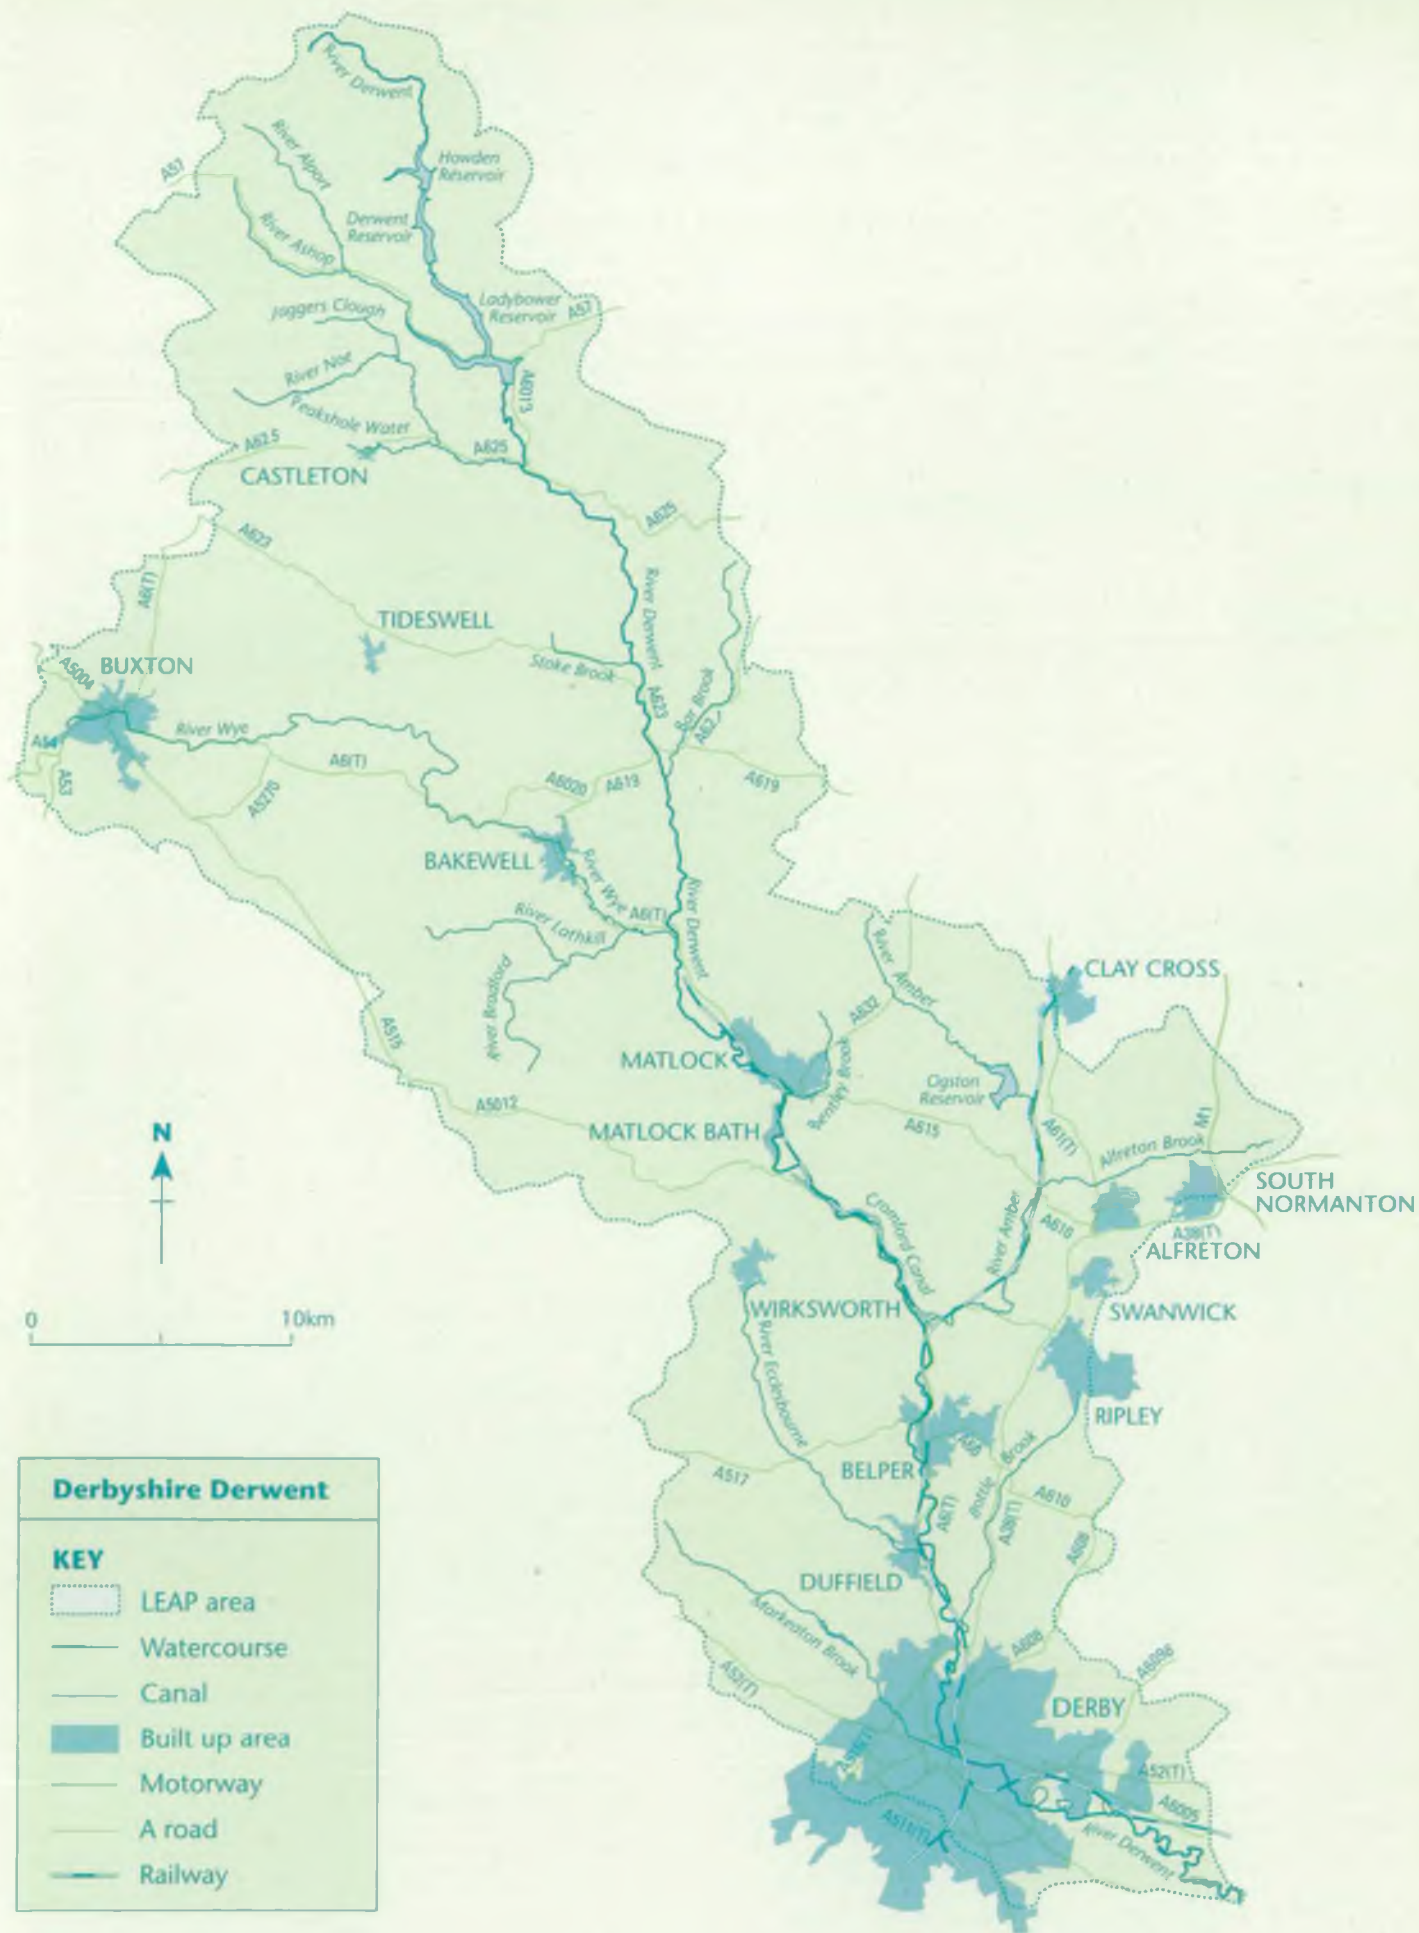 River Derwent
River Alport
Howden
Reservoir
A57
Derwent
Reservoir
River Ashop
Ladybower
Reservoir
A57
Jaggers Clough
River Noe
A6013
Peakshole Water
A625
A625
CASTLETON
A625
A623
A6(T)
River Derwent
TIDESWELL
Stoke Brook
A5004
BUXTON
A623
Bar Brook
A62
River Wye
A54
A6(T)
A53
A5270
A6020
A619
A619
BAKEWELL
River Wye
A6(T)
River Derwent
River Lathkill
River Bradford
River Amber
CLAY CROSS
A632
A515
MATLOCK
Bentley Brook
Ogston
Reservoir
A5012
MATLOCK BATH
A615
A61(T)
Alfreton Brook
M1
N
SOUTH
NORMANTON
Cromford Canal
River Amber
A610
A38(T)
ALFRETON
0
10km
WIRKSWORTH
SWANWICK
River Ecclesbourne
RIPLEY
BELPER
A517
A6(T)
Bottle Brook
A38(T)
A610
A608
DUFFIELD
Markeaton Brook
A608
A6096
A52(T)
DERBY
A52(T)
A6005
A511(T)
River Derwent
Derbyshire Derwent
KEY
LEAP area
Watercourse
Canal
Built up area
Motorway
A road
Railway